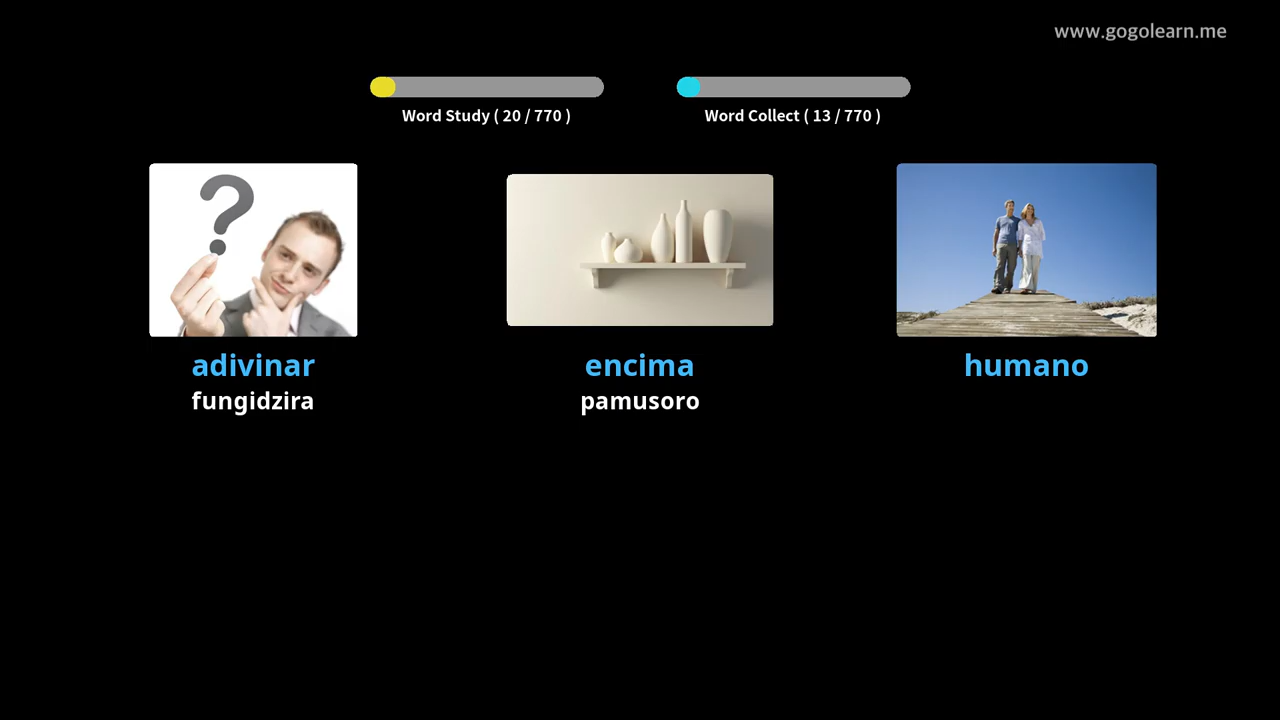 www.gogolearn.me
Word Study ( 20 / 770 )
Word Collect ( 13 / 770 )
adivinar
fungidzira
encima
pamusoro
humano